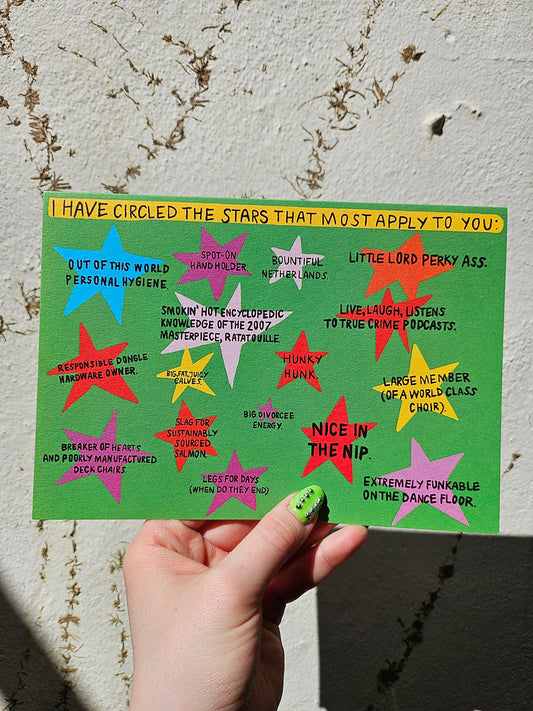 I HAVE CIRCLED THE STARS THAT MOST APPLY TO YOU:
OUT OF THIS WORLD
PERSONAL HYGIENE.
SPOT-ON
HAND HOLDER.
BOUNTIFUL
NETHERLANDS.
LITTLE LORD PERKY ASS.
SMOKIN' HOT ENCYCLOPEDIC
KNOWLEDGE OF THE 2007
MASTERPIECE, RATATOUILLE.
LIVE, LAUGH, LISTENS
TO TRUE CRIME PODCASTS.
RESPONSIBLE DONGLE
HARDWARE OWNER.
BIG, FAT, JUICY
CALVES.
HUNKY
HUNK.
LARGE MEMBER
(OF A WORLD CLASS
CHOIR).
SLAG FOR
SUSTAINABLY
SOURCED
SALMON.
BIG DIVORCEE
ENERGY.
NICE IN
THE NIP.
BREAKER OF HEARTS
AND POORLY MANUFACTURED
DECK CHAIRS.
LEGS FOR DAYS
(WHEN DO THEY END)
EXTREMELY FUNKABLE
ON THE DANCE FLOOR.